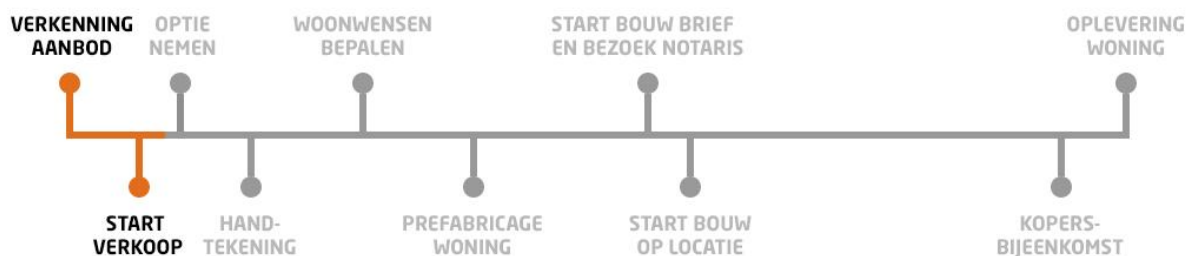 VERKENNING
AANBOD
OPTIE
NEMEN
WOONWENSEN
BEPALEN
START BOUW BRIEF
EN BEZOEK NOTARIS
OPLEVERING
WONING
START
VERKOOP
HAND-
TEKENING
PREFABRICAGE
WONING
START BOUW
OP LOCATIE
KOPERS-
BIJEENKOMST